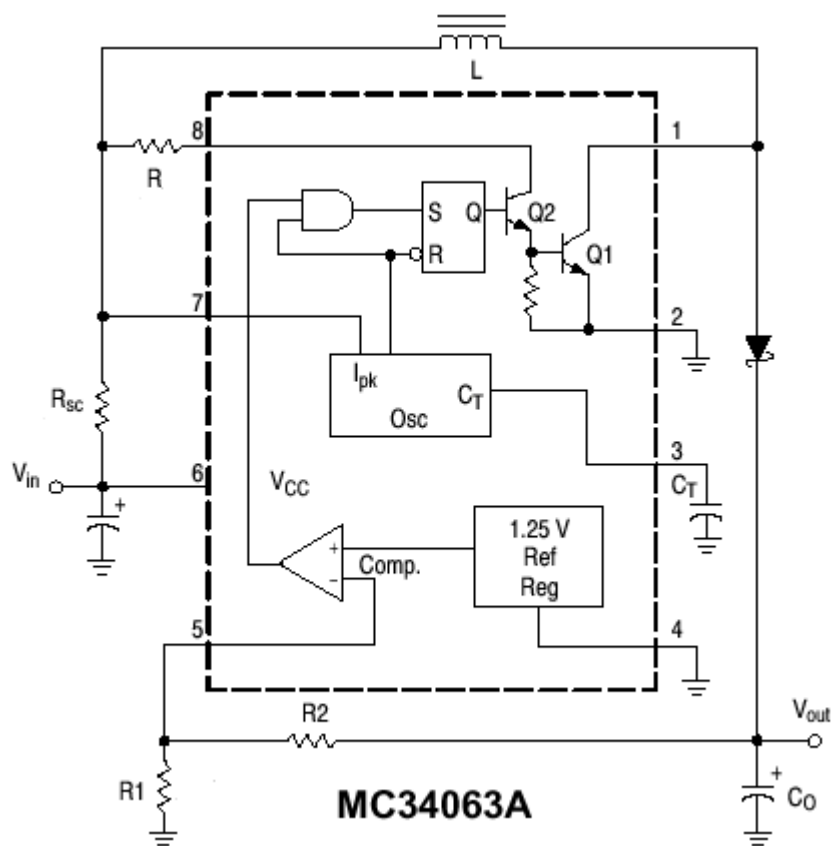 L
8
1
R
S
Q
R
Q2
Q1
7
2
Ipk
CT
Osc
Rsc
3
Vin
6
VCC
CT
1.25 V
Ref
Reg
+
Comp.
–
5
4
R2
Vout
R1
MC34063A
+
CO
+